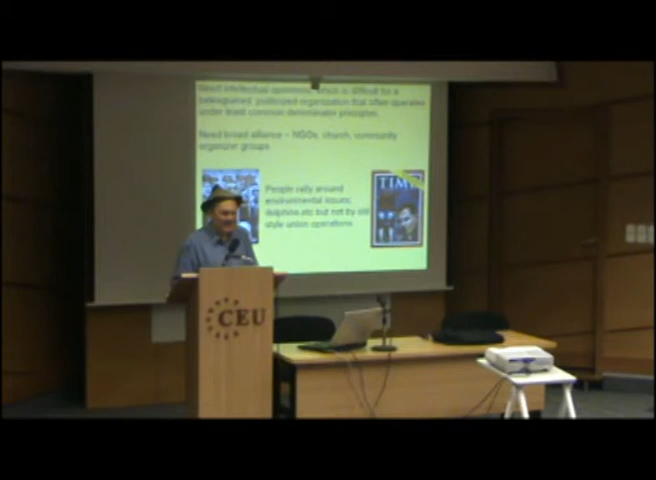 Need intellectual openness, which is difficult for a
beleaguered, politicized organization that often operates
under least common denominator principles.
Need broad alliance – NGOs, church, community
organizer groups
People rally around
environmental issues,
dolphins etc but not by old
style union operations
TIME
CEU